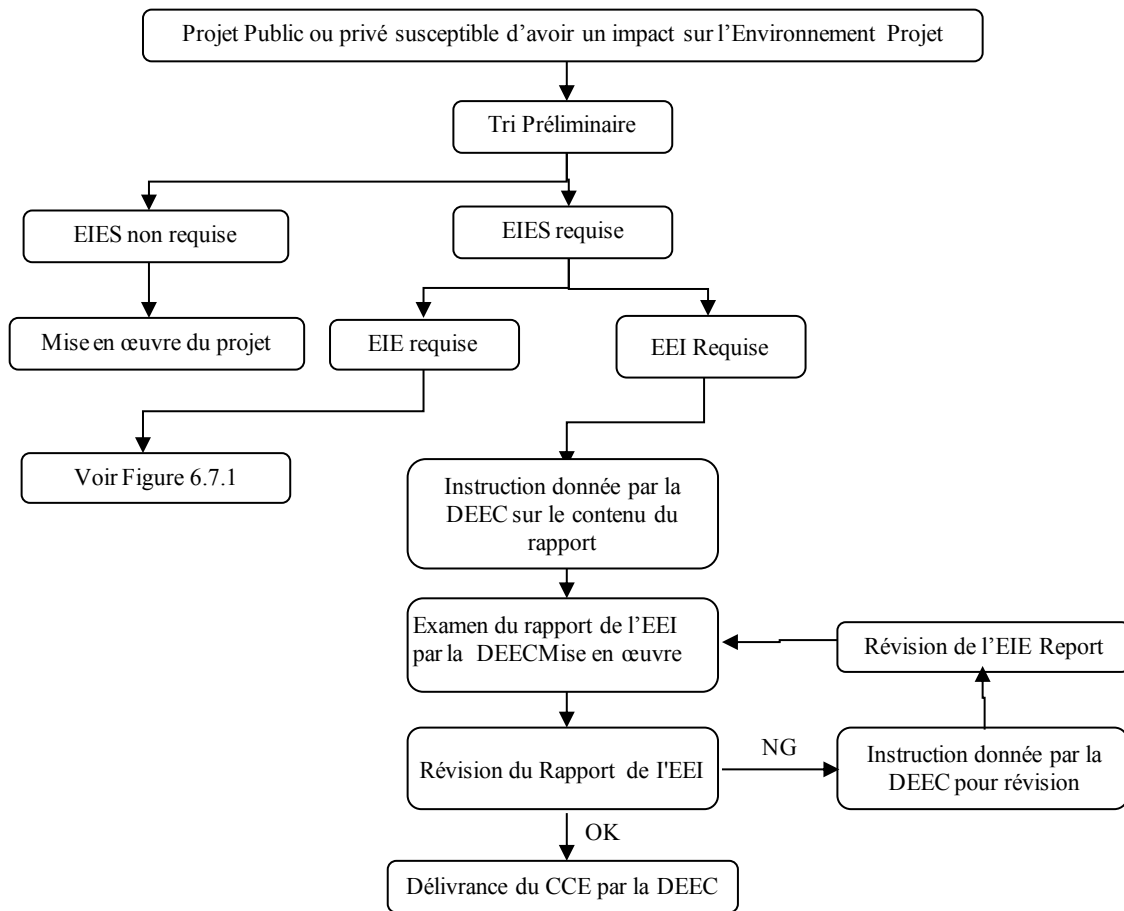 Projet Public ou privé susceptible d’avoir un impact sur l’Environnement Projet
Tri Préliminaire
EIES non requise
EIES requise
Mise en œuvre du projet
EIE requise
EEI Requise
Voir Figure 6.7.1
Instruction donnée par la
DEEC sur le contenu du
rapport
Examen du rapport de l’EEI
par la DEECMise en œuvre
Révision de l’EIE Report
Révision du Rapport de I'EEI
NG
Instruction donnée par la
DEEC pour révision
OK
Délivrance du CCE par la DEEC